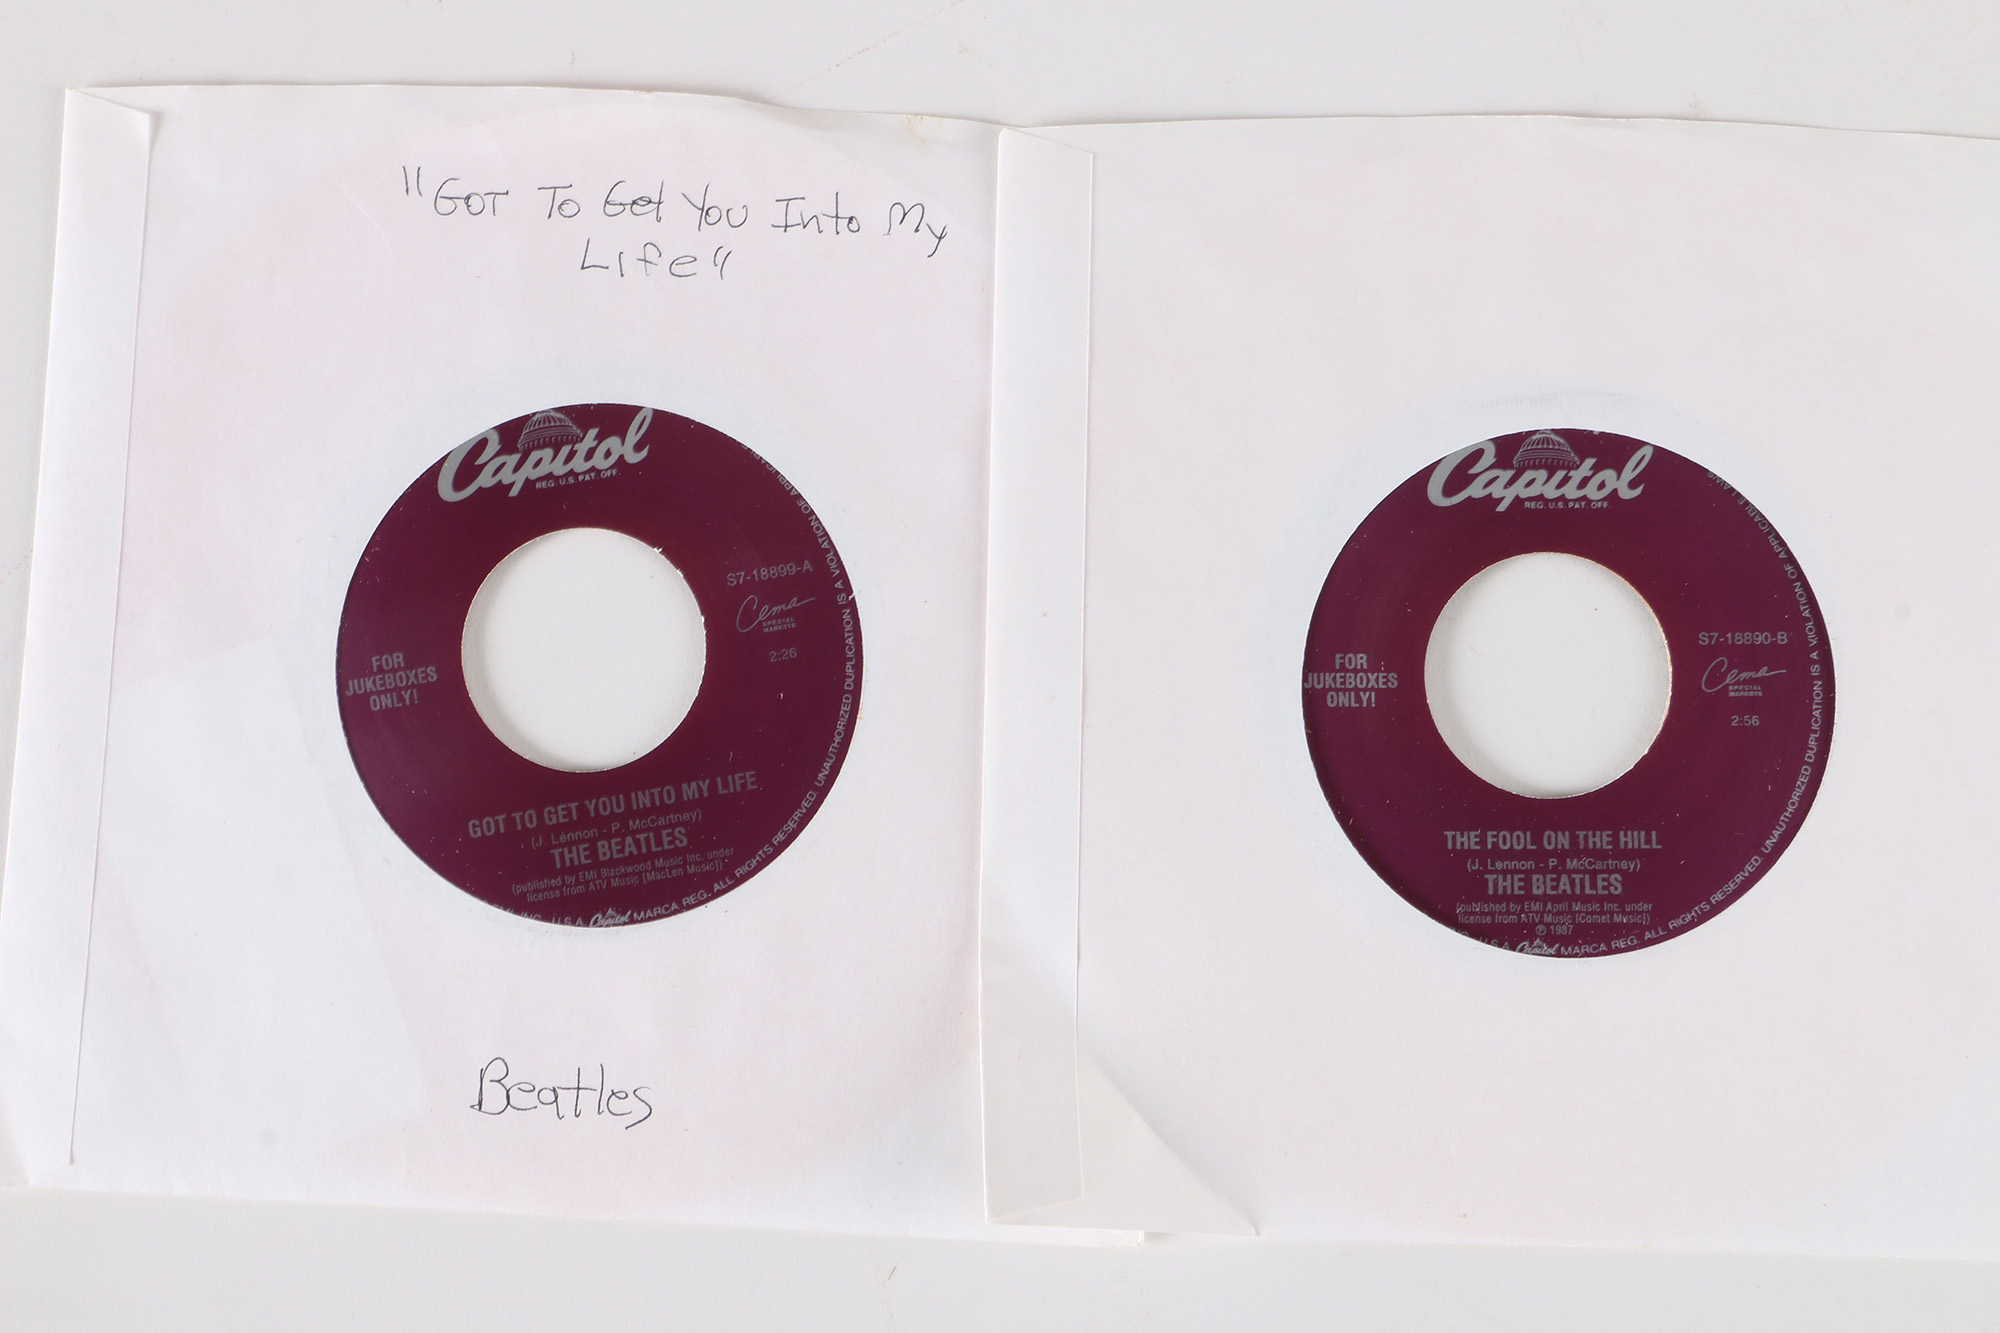 "Got To Get You Into My
Life"
Capitol
REG. U.S. PAT. OFF.
S7-18899-A
Cema
SPECIAL
MARKETS
2:26
FOR
JUKEBOXES
ONLY!
GOT TO GET YOU INTO MY LIFE
(J. Lennon - P. McCartney)
THE BEATLES
(published by EMI Blackwood Music Inc. under
license from ATV Music [MacLen Music])
INC., U.S.A. Capitol MARCA REG. ALL RIGHTS RESERVED. UNAUTHORIZED DUPLICATION IS A VIOLATION OF
Beatles
Capitol
REG. U.S. PAT. OFF.
S7-18890-B
Cema
SPECIAL
MARKETS
2:56
FOR
JUKEBOXES
ONLY!
THE FOOL ON THE HILL
(J. Lennon - P. McCartney)
THE BEATLES
(published by EMI April Music Inc. under
license from ATV Music [Comet Music])
℗ 1987
U.S.A. Capitol MARCA REG. ALL RIGHTS RESERVED. UNAUTHORIZED DUPLICATION IS A VIOLATION OF APPLICABLE LAWS